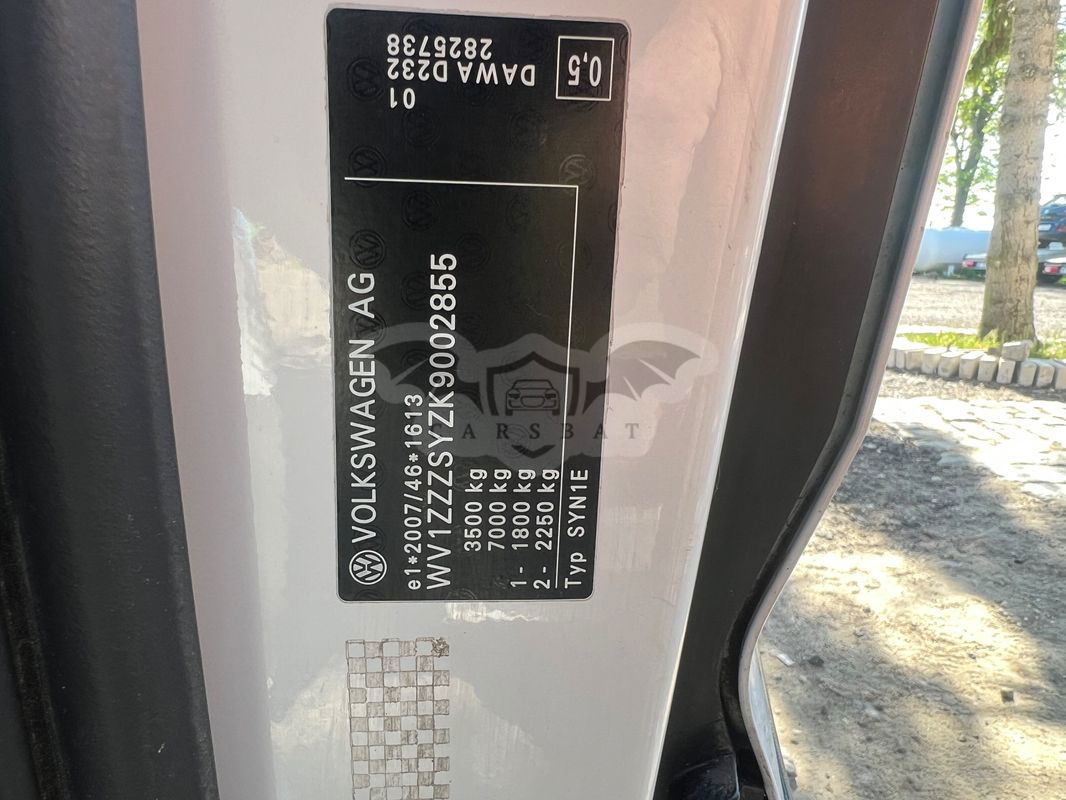 VOLKSWAGEN AG
e1*2007/46*1613
WV1ZZZSYZK9002855
3500 kg
7000 kg
1- 1800 kg
2- 2250 kg
Typ SYN1E
01
DAWA D232
2825738
0,5
CARSBAT